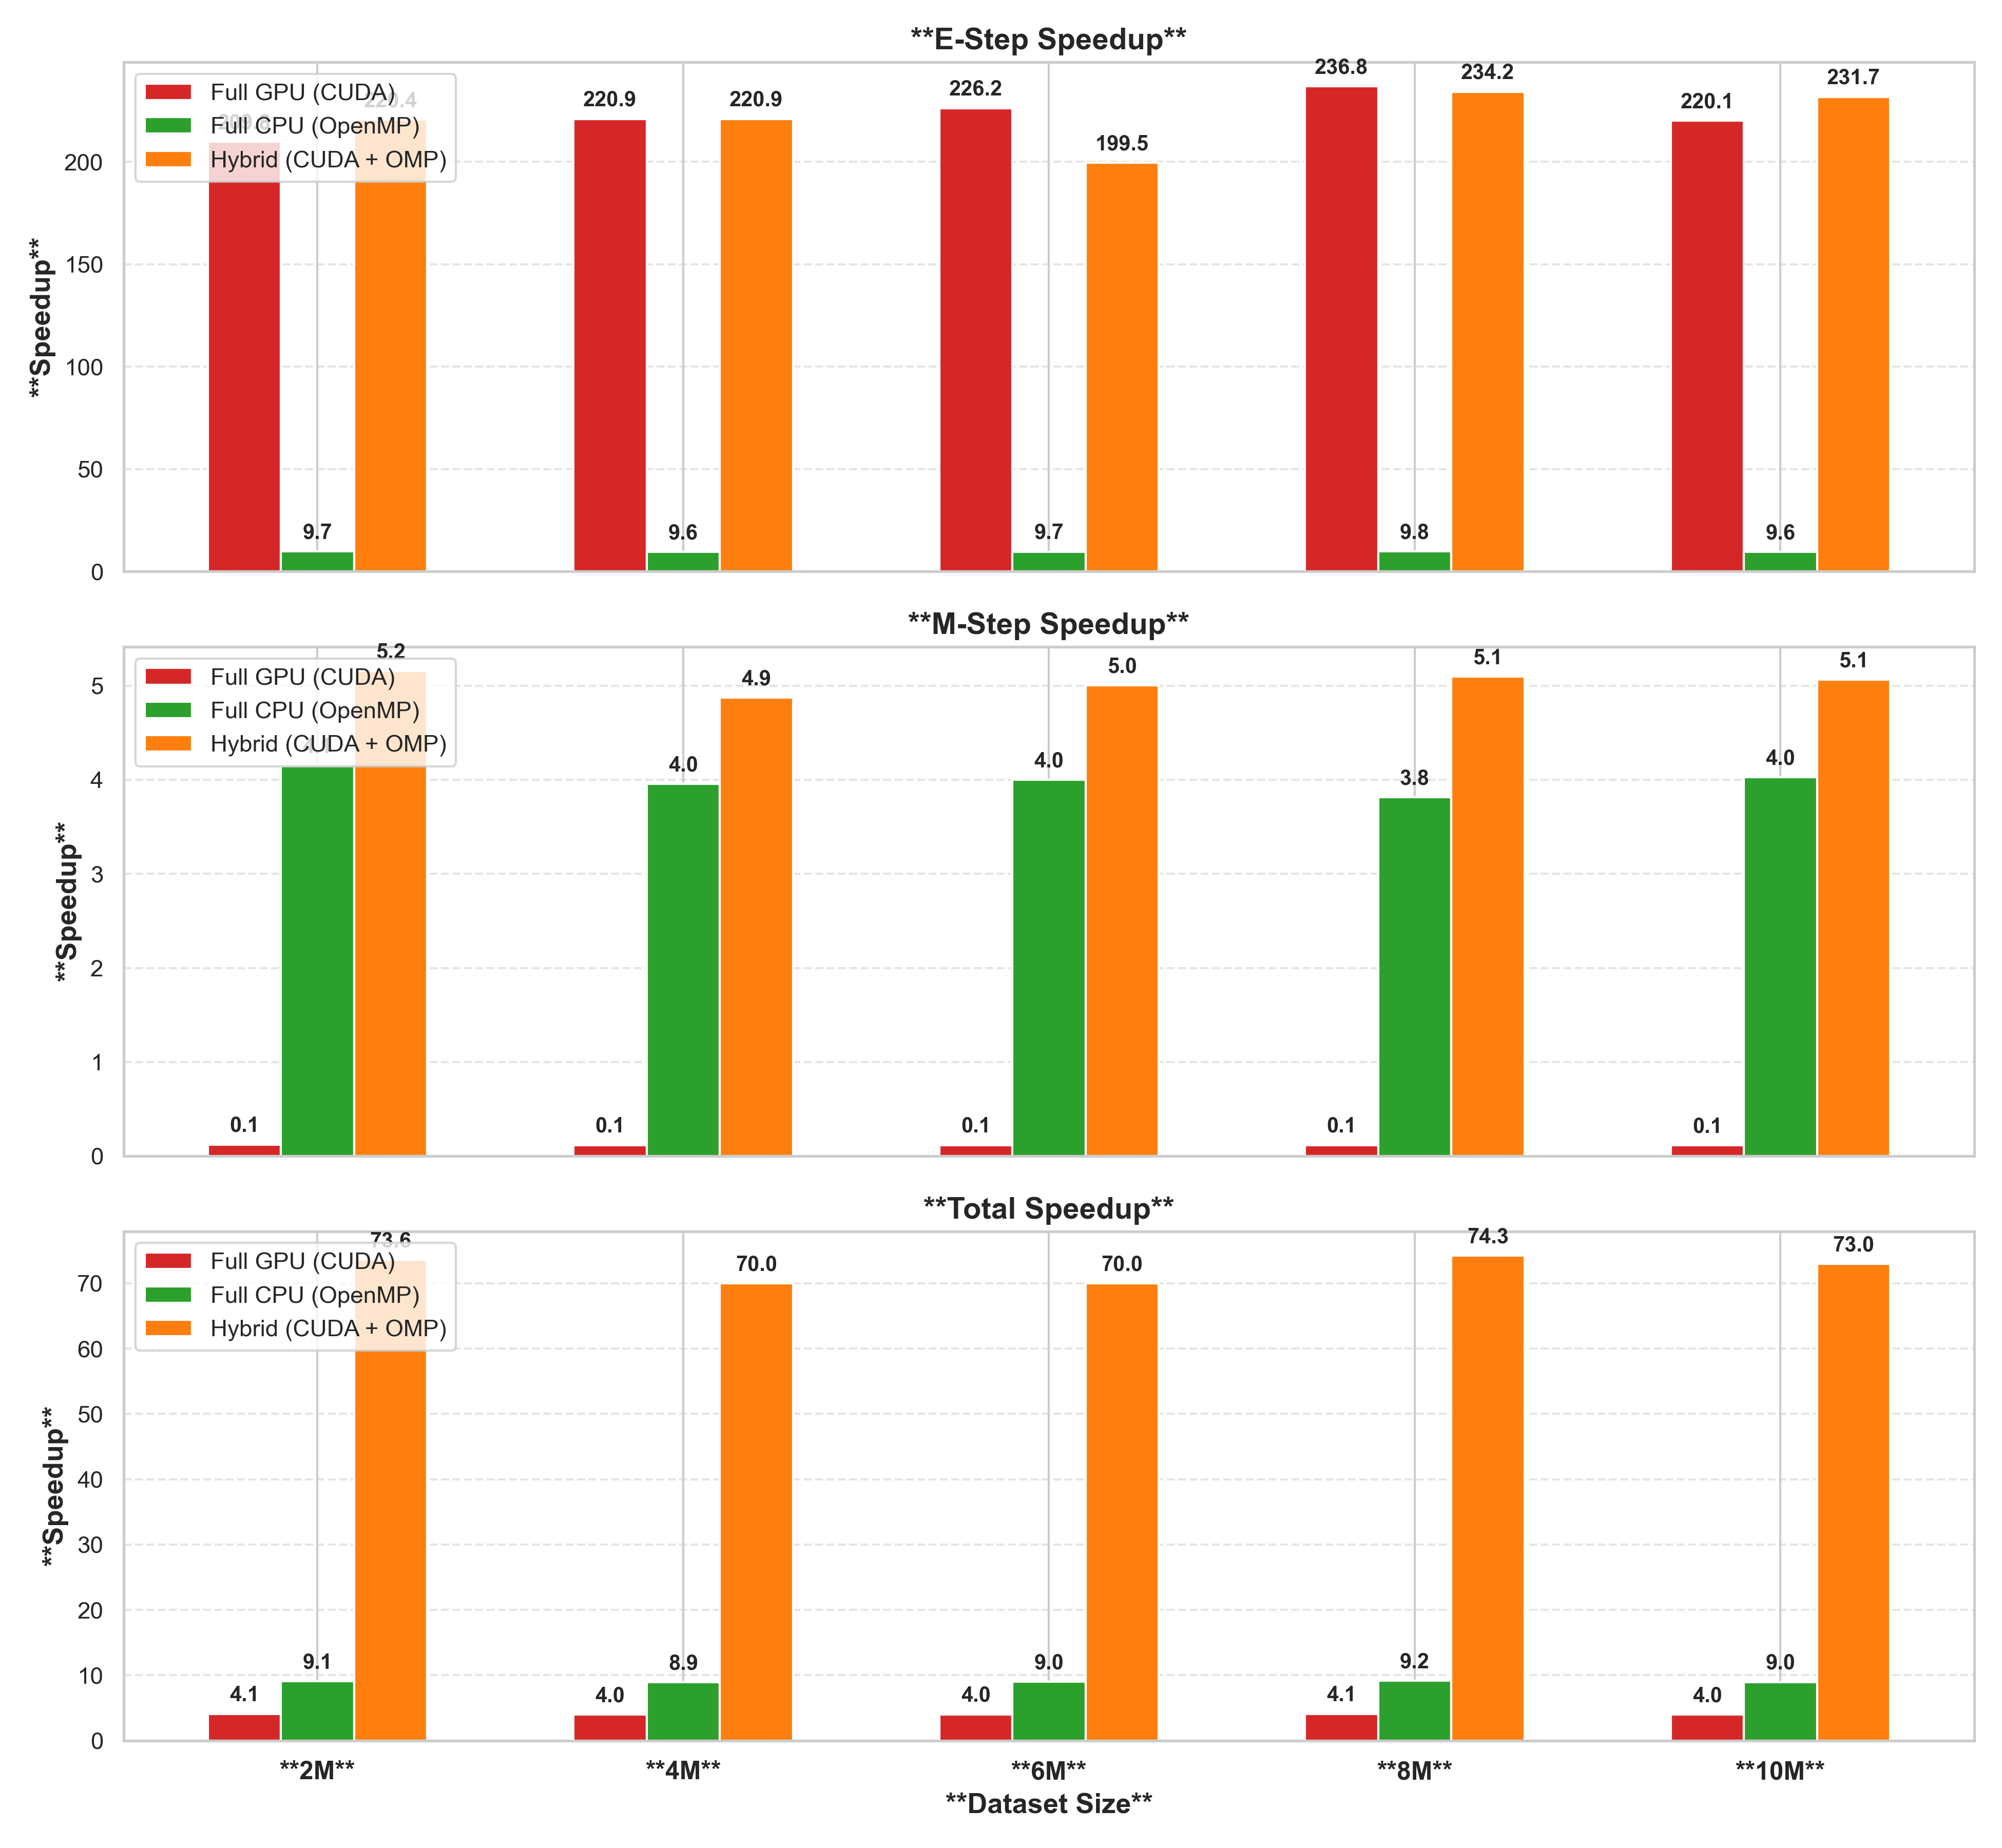 **E-Step Speedup**
Full GPU (CUDA)
Full CPU (OpenMP)
Hybrid (CUDA + OMP)
220.4
220.9
220.9
226.2
199.5
236.8
234.2
220.1
231.7
9.7
9.6
9.7
9.8
9.6
200
150
100
50
0
**Speedup**
**M-Step Speedup**
Full GPU (CUDA)
Full CPU (OpenMP)
Hybrid (CUDA + OMP)
5.2
4.9
5.0
5.1
5.1
4.0
4.0
3.8
4.0
0.1
0.1
0.1
0.1
0.1
5
4
3
2
1
0
**Speedup**
**Total Speedup**
Full GPU (CUDA)
Full CPU (OpenMP)
Hybrid (CUDA + OMP)
73.6
70.0
70.0
74.3
73.0
4.1
9.1
4.0
8.9
4.0
9.0
4.1
9.2
4.0
9.0
70
60
50
40
30
20
10
0
**Speedup**
**2M**
**4M**
**6M**
**8M**
**10M**
**Dataset Size**